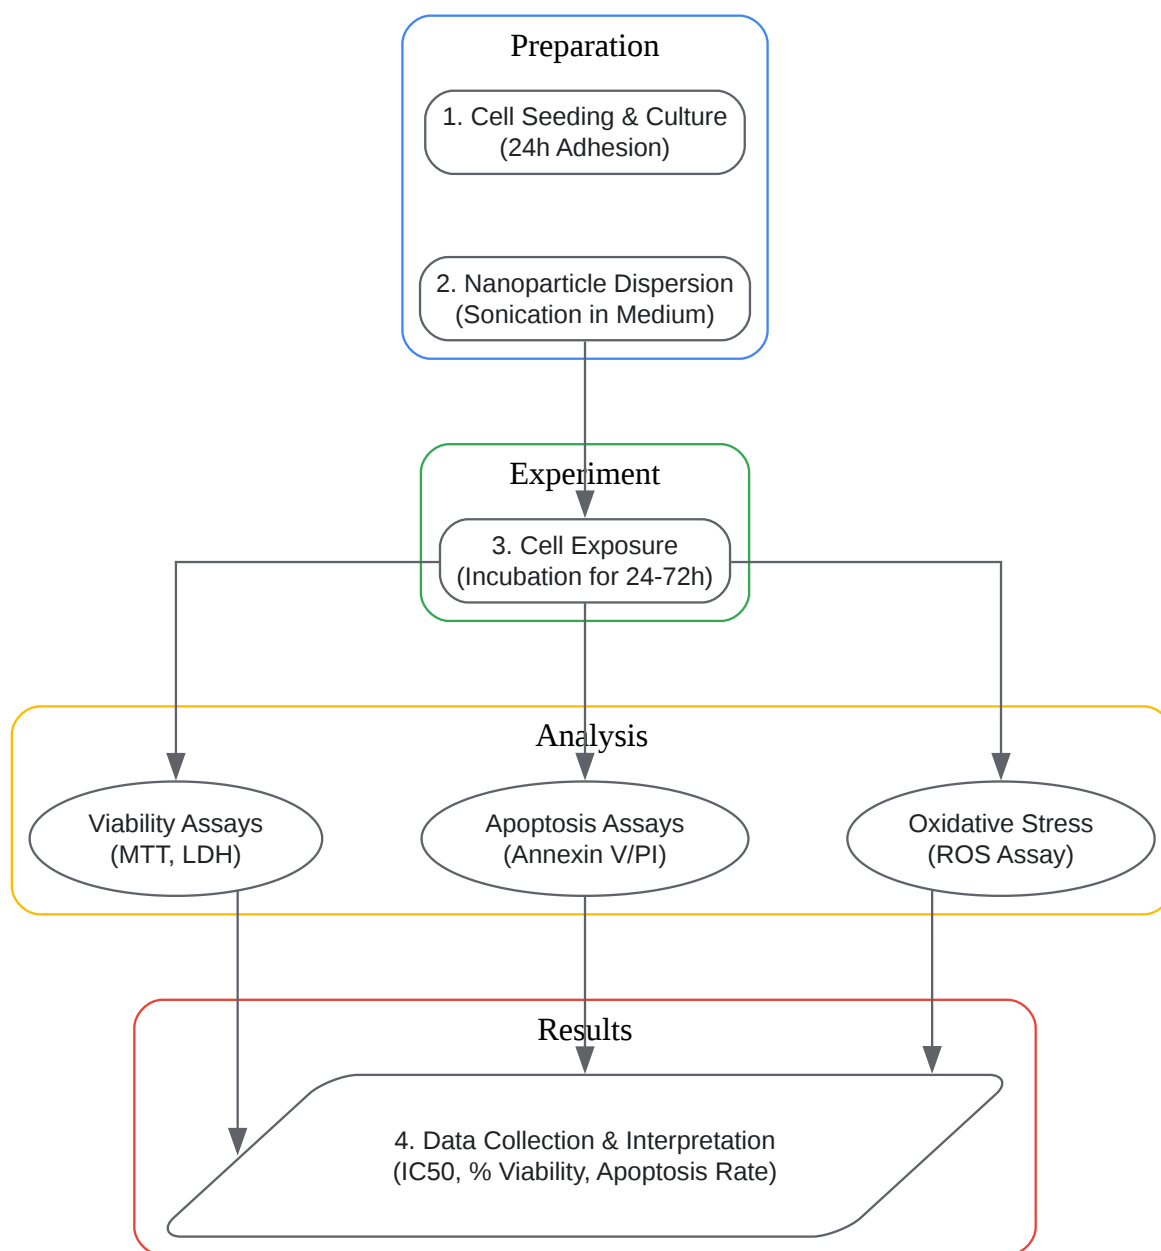 Preparation
1. Cell Seeding & Culture
(24h Adhesion)
2. Nanoparticle Dispersion
(Sonication in Medium)
Experiment
3. Cell Exposure
(Incubation for 24-72h)
Analysis
Viability Assays
(MTT, LDH)
Apoptosis Assays
(Annexin V/PI)
Oxidative Stress
(ROS Assay)
Results
4. Data Collection & Interpretation
(IC50, % Viability, Apoptosis Rate)